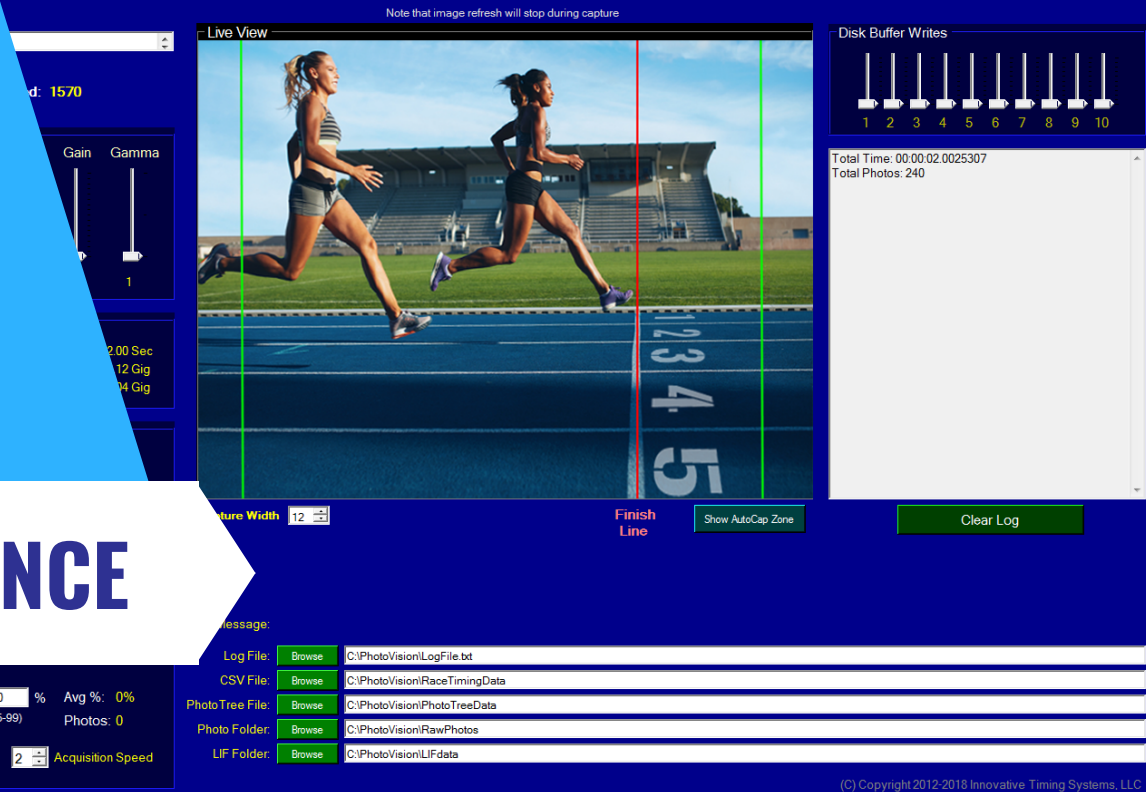 Note that image refresh will stop during capture
Live View
Disk Buffer Writes
1570
1 2 3 4 5 6 7 8 9 10
Gain Gamma
1
Total Time: 00:00:02.0025307
Total Photos: 240
2.00 Sec
12 Gig
04 Gig
1
2
3
4
5
Width 12
Finish
Line
Show AutoCap Zone
Clear Log
NCE
Log File: Browse C:\PhotoVision\LogFile.txt
CSV File: Browse C:\PhotoVision\RaceTimingData
PhotoTree File: Browse C:\PhotoVision\PhotoTreeData
Photo Folder: Browse C:\PhotoVision\RawPhotos
LIF Folder: Browse C:\PhotoVision\LIFdata
% Avg %: 0%
-99)
Photos: 0
2 Acquisition Speed
(C) Copyright 2012-2018 Innovative Timing Systems, LLC